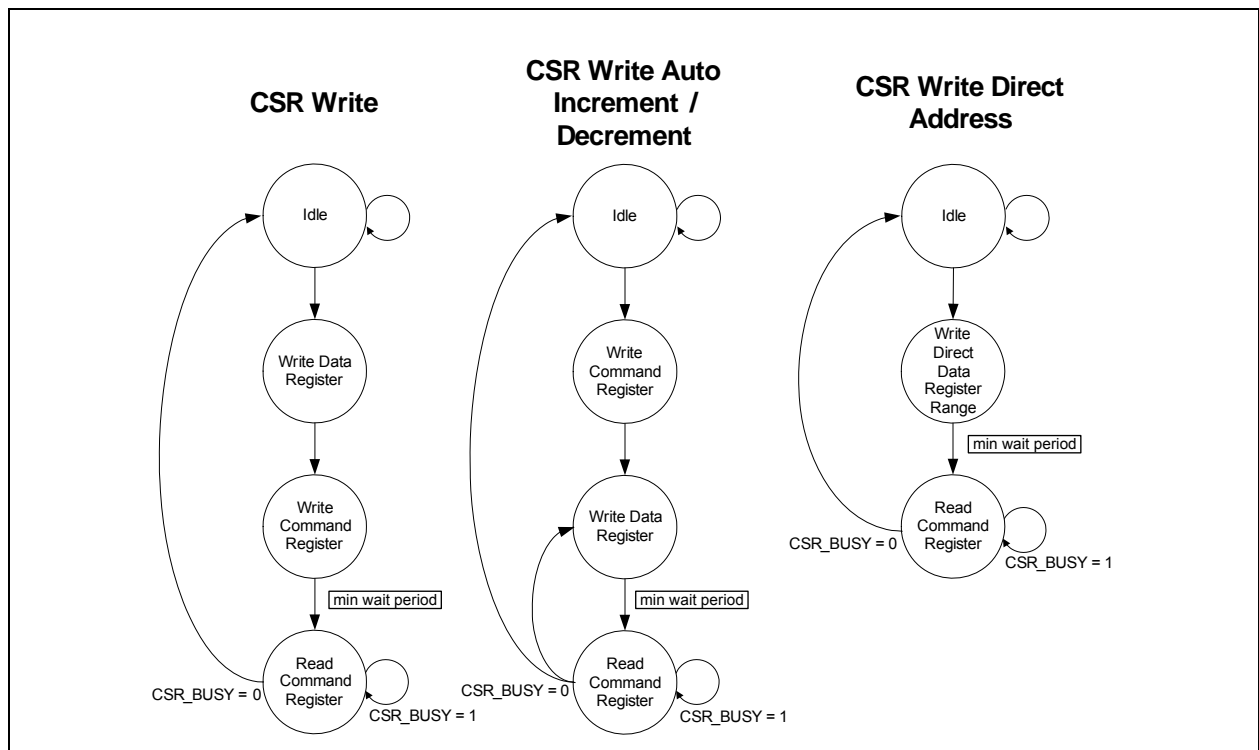 CSR Write
Idle
Write Data
Register
Write
Command
Register
min wait period
Read
Command
Register
CSR_BUSY = 0
CSR_BUSY = 1
CSR Write Auto
Increment /
Decrement
Idle
Write
Command
Register
Write Data
Register
min wait period
Read
Command
Register
CSR_BUSY = 0
CSR_BUSY = 1
CSR Write Direct
Address
Idle
Write
Direct
Data
Register
Range
min wait period
Read
Command
Register
CSR_BUSY = 0
CSR_BUSY = 1